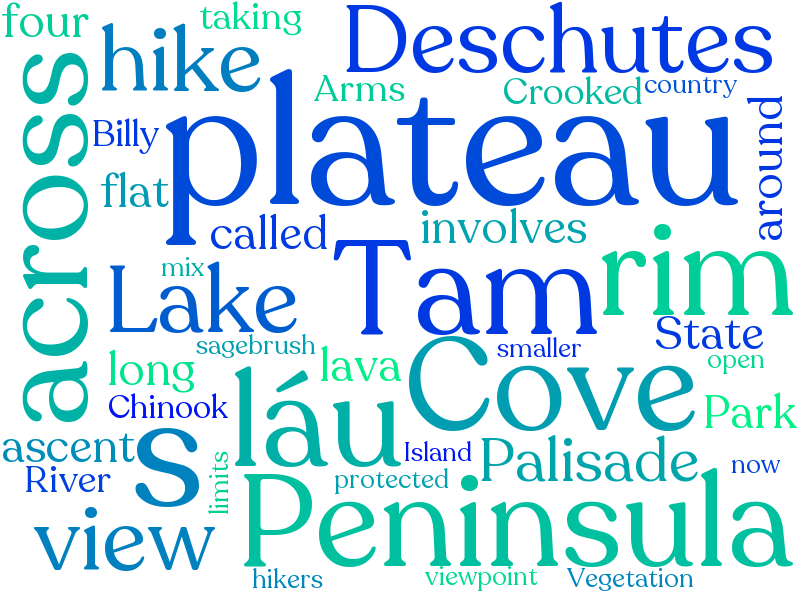 four
taking
Deschutes
hike
Arms
Crooked
country
across
Billy
plateau
around
flat
called
involves
mix
Tam
rim
Lake
State
sagebrush
smaller
open
long
lava
Cove
Chinook
láu
Park
ascent
s
Island
Palisade
now
River
limits
protected
Peninsula
view
hikers
viewpoint
Vegetation